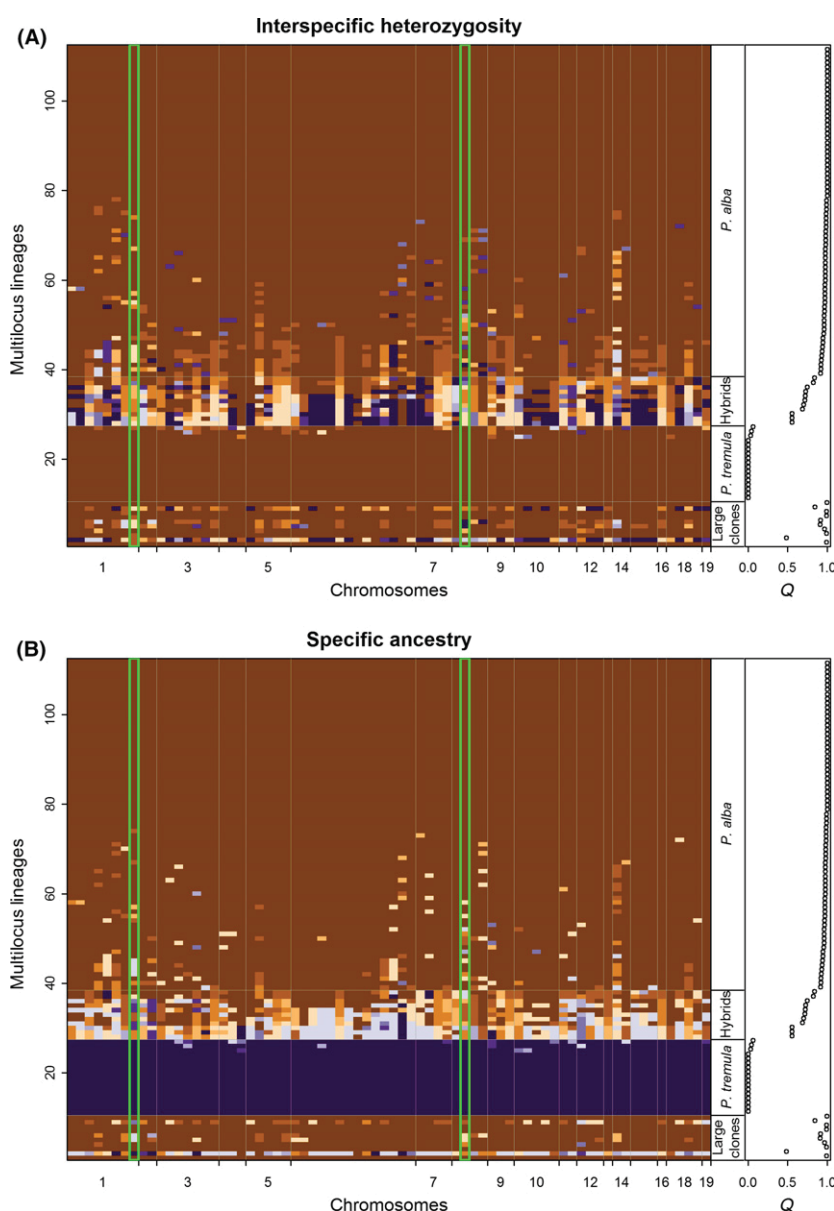 (A)
Interspecific heterozygosity
Multilocus lineages
100
80
60
40
20
P. alba
Hybrids
P. tremula
Large
clones
1 3 5 7 9 10 12 14 16 18 19
0.0 0.5 1.0
Chromosomes
Q
(B)
Specific ancestry
Multilocus lineages
100
80
60
40
20
P. alba
Hybrids
P. tremula
Large
clones
1 3 5 7 9 10 12 14 16 18 19
0.0 0.5 1.0
Chromosomes
Q